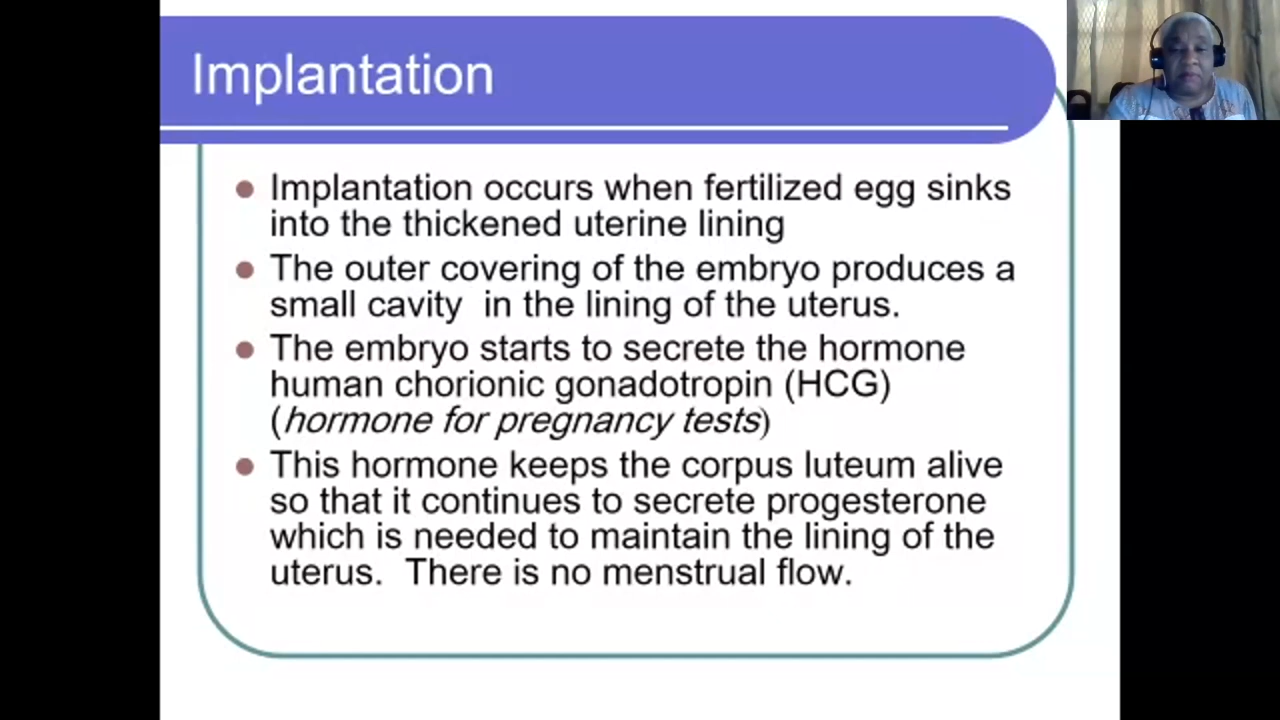 Implantation
Implantation occurs when fertilized egg sinks
into the thickened uterine lining
The outer covering of the embryo produces a
small cavity  in the lining of the uterus.
The embryo starts to secrete the hormone
human chorionic gonadotropin (HCG)
(hormone for pregnancy tests)
This hormone keeps the corpus luteum alive
so that it continues to secrete progesterone
which is needed to maintain the lining of the
uterus.  There is no menstrual flow.